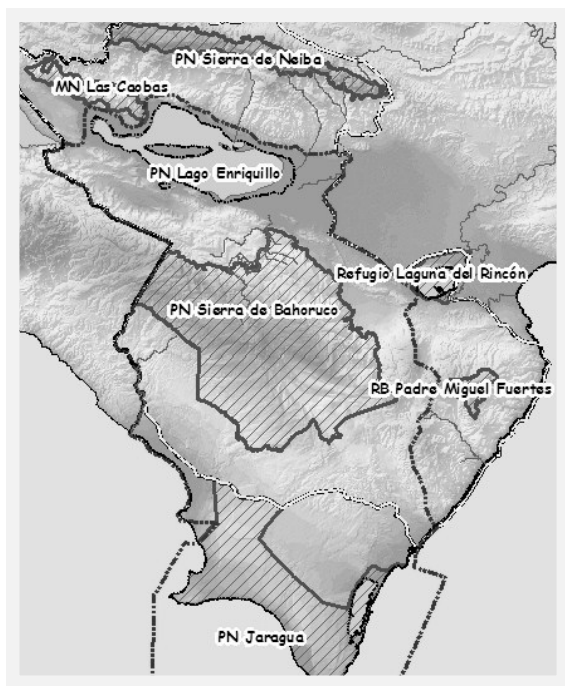 PN Sierra de Neiba
MN Las Caobas
PN Lago Enriquillo
Refugio Laguna del Rincón
PN Sierra de Bahoruco
RB Padre Miguel Fuertes
PN Jaragua